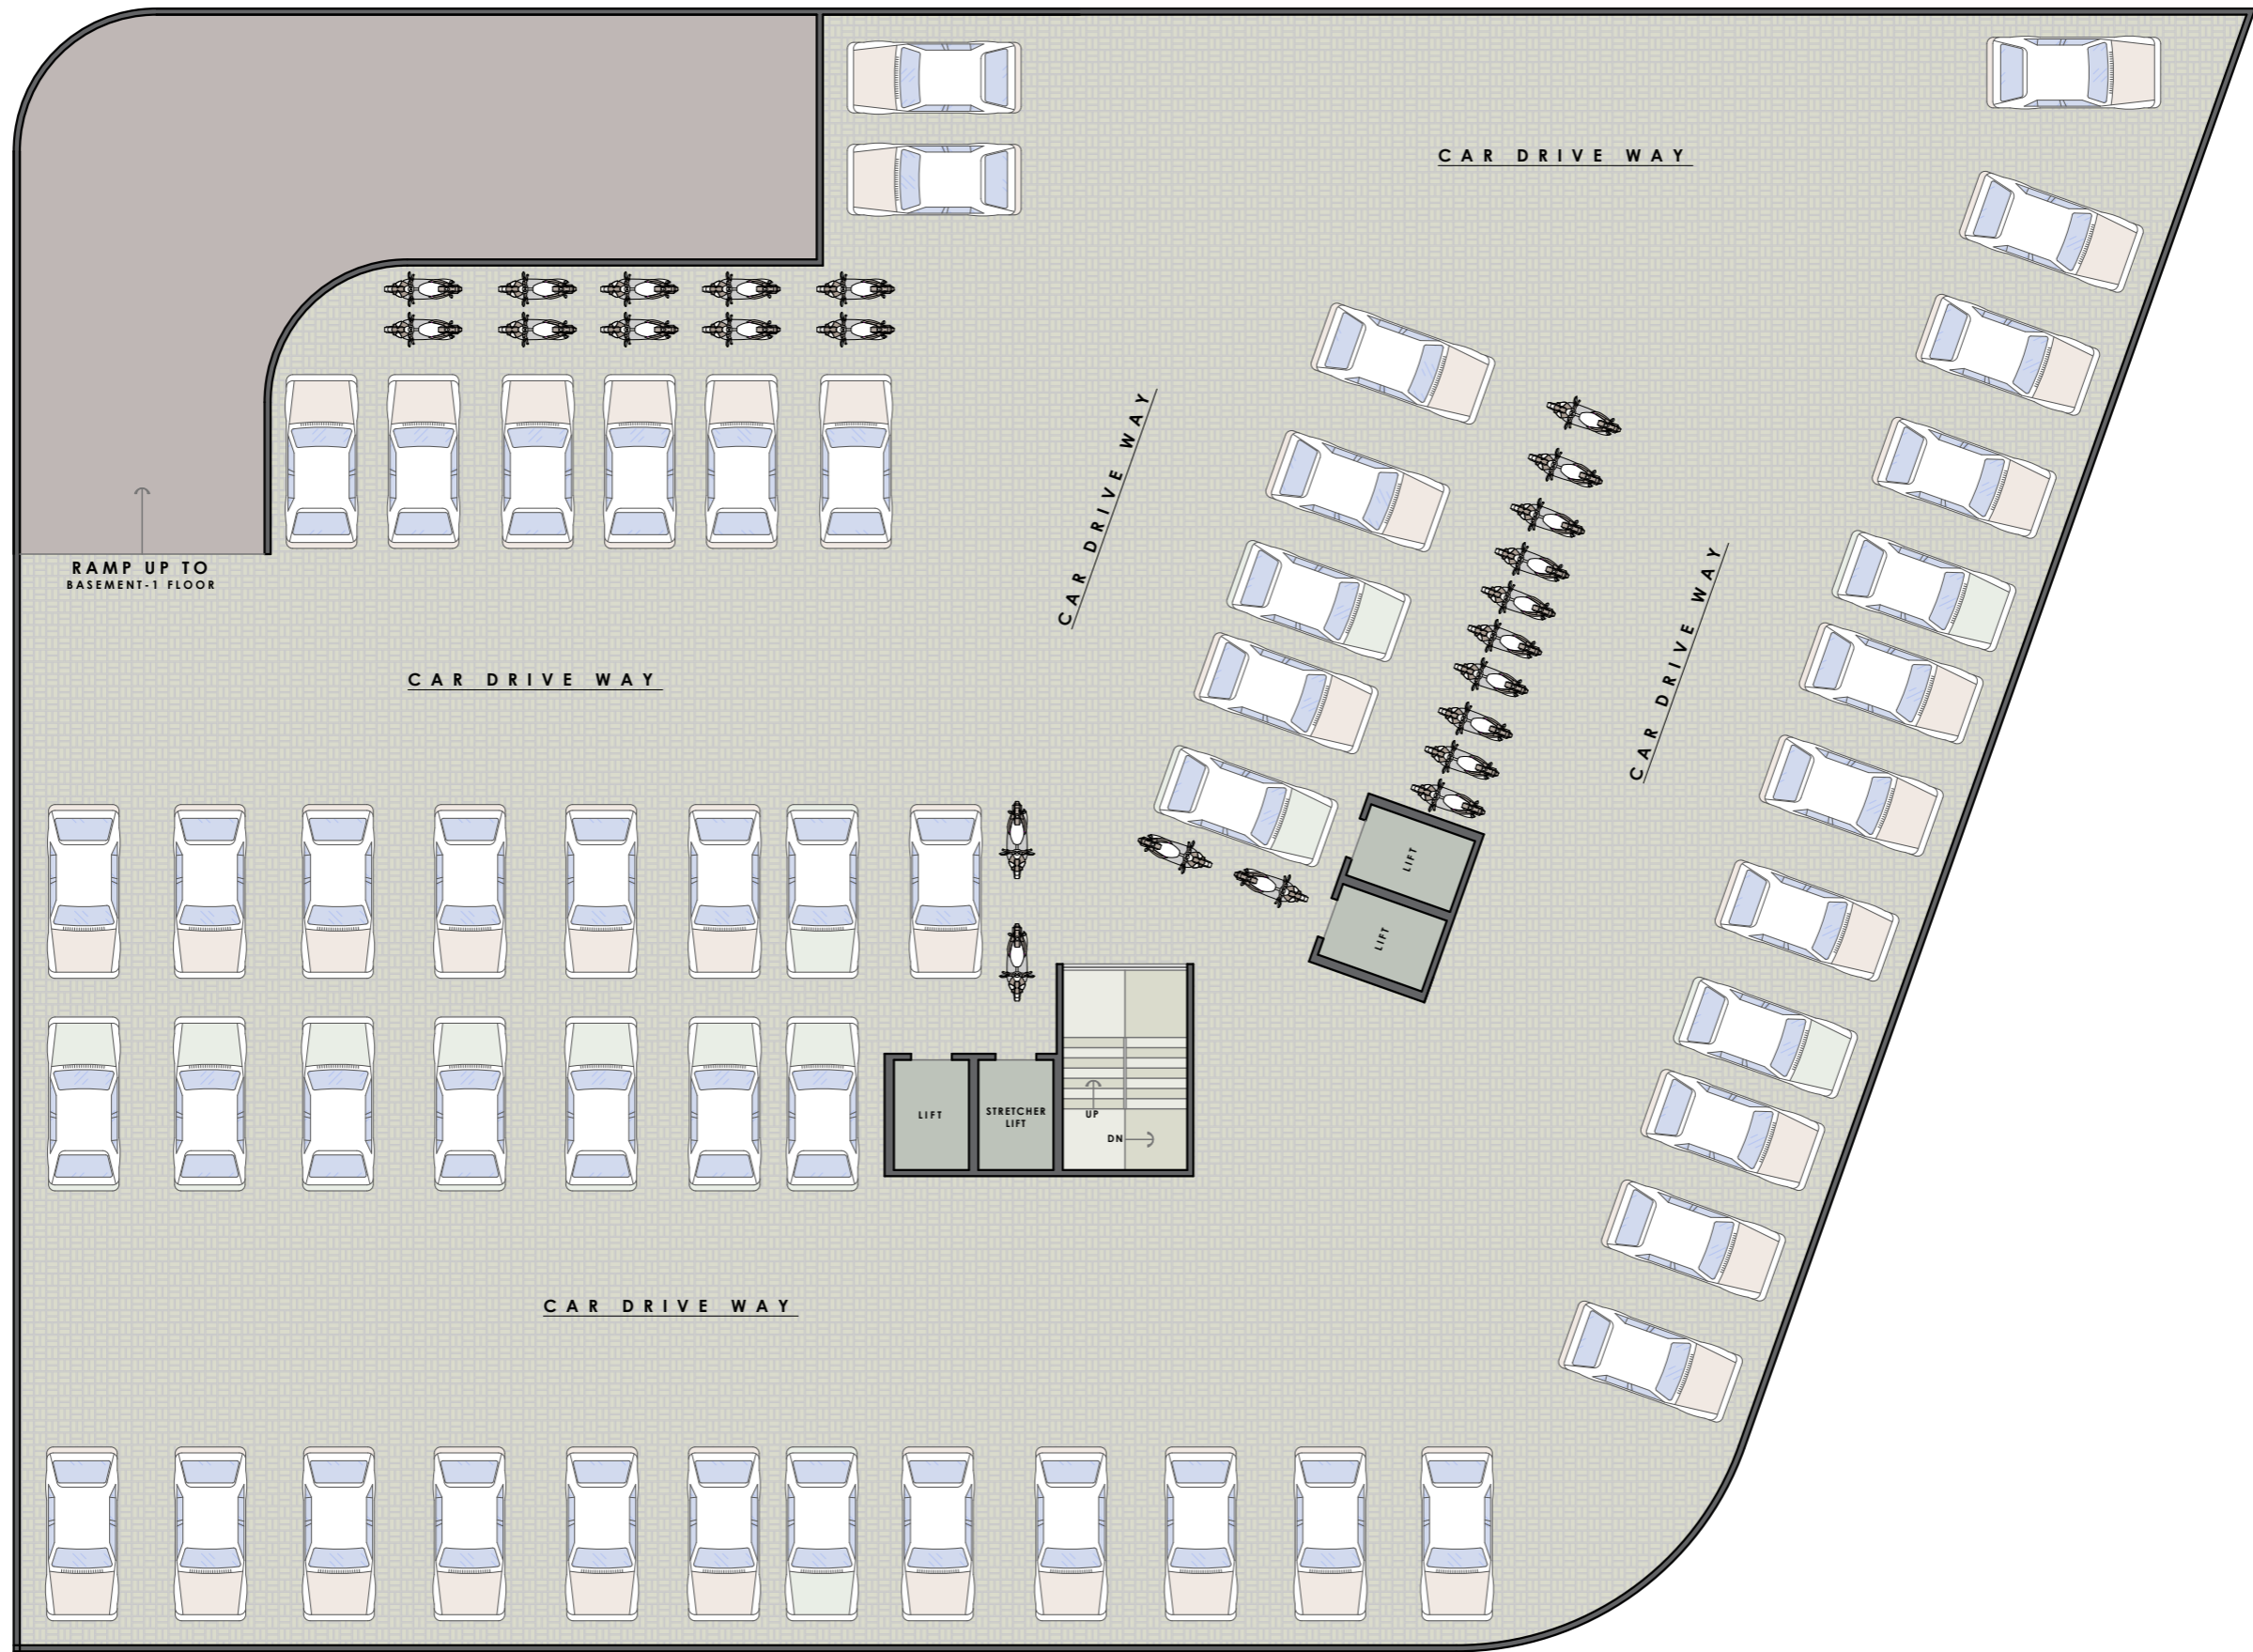 CAR DRIVE WAY
CAR DRIVE WAY
RAMP UP TO
BASEMENT-1 FLOOR
CAR DRIVE WAY
CAR DRIVE WAY
LIFT
LIFT
LIFT
STRETCHER
LIFT
UP
DN
CAR DRIVE WAY